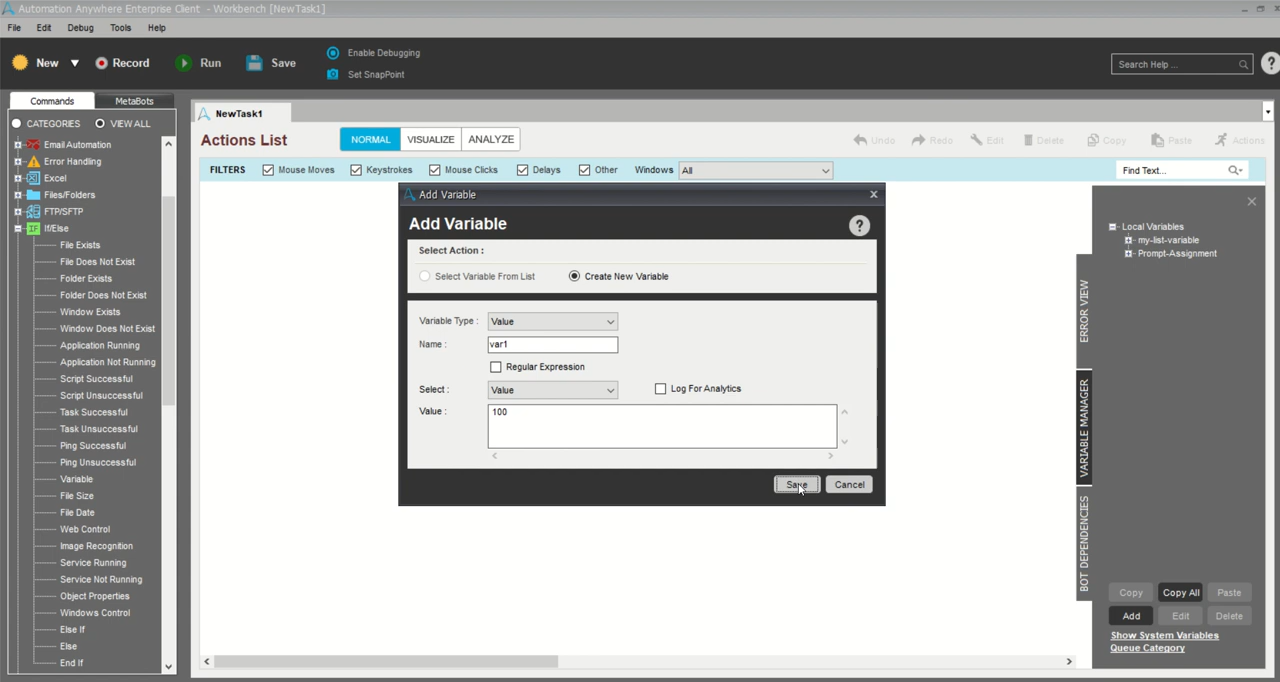 Automation Anywhere Enterprise Client - Workbench [NewTask1]
File Edit Debug Tools Help
New Record Run Save
Enable Debugging
Set SnapPoint
Search Help ...
?
Commands MetaBots
CATEGORIES VIEW ALL
Email Automation
Error Handling
Excel
Files/Folders
FTP/SFTP
IF If/Else
File Exists
File Does Not Exist
Folder Exists
Folder Does Not Exist
Window Exists
Window Does Not Exist
Application Running
Application Not Running
Script Successful
Script Unsuccessful
Task Successful
Task Unsuccessful
Ping Successful
Ping Unsuccessful
Variable
File Size
File Date
Web Control
Image Recognition
Service Running
Service Not Running
Object Properties
Windows Control
Else If
Else
End If
NewTask1
Actions List NORMAL VISUALIZE ANALYZE
Undo Redo Edit Delete Copy Paste Actions
FILTERS Mouse Moves Keystrokes Mouse Clicks Delays Other Windows All
Find Text...
Add Variable
Add Variable
?
Select Action :
Select Variable From List Create New Variable
Variable Type : Value
Name : var1
Regular Expression
Select : Value Log For Analytics
Value : 100
Save Cancel
ERROR VIEW
VARIABLE MANAGER
BOT DEPENDENCIES
Local Variables
my-list-variable
Prompt-Assignment
Copy Copy All Paste
Add Edit Delete
Show System Variables
Queue Category